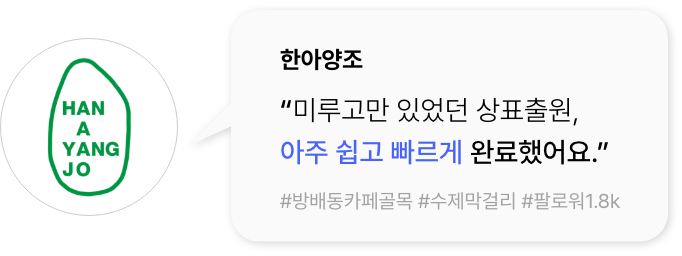 HAN
A
YANG
JO
한아양조
“미루고만 있었던 상표출원,
아주 쉽고 빠르게 완료했어요.”
#방배동카페골목 #수제막걸리 #팔로워1.8k